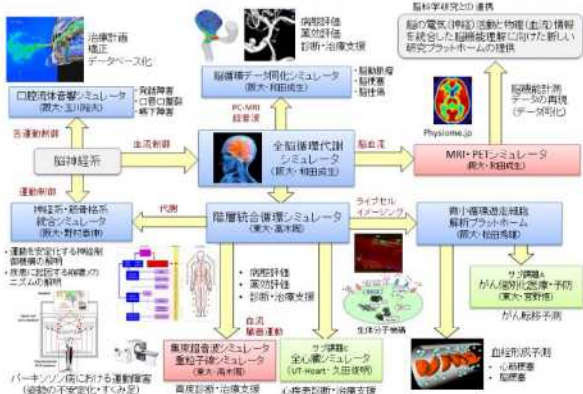 脳科学研究との連携
脳の電気(神経)活動と物理(血流)情報
を統合した脳機能理解に向けた新しい
研究プラットホームの提供
治療計画
矯正
データベース化
病態評価
薬効評価
診断・治療支援
口腔流体音響シミュレータ
・発話障害
・口唇口蓋裂
・嚥下障害
脳循環データ同化シミュレータ
(阪大・和田成生)
・脳動脈瘤
・脳梗塞
・脳挫傷
Physiome.jp
脳機能計測
データの再現
(データ同化)
舌運動制御
PC-MRI
超音波
脳神経系
血流制御
全脳循環代謝
シミュレータ
(阪大・和田成生)
脳血流
MRI・PETシミュレータ
(阪大・和田成生)
運動制御
神経系・筋骨格系
統合シミュレータ
(阪大・野村泰伸)
代謝
階層統合循環シミュレータ
(東大・高木周)
ライブセル
イメージング
微小循環遊走細胞
解析プラットホーム
(阪大・松田秀雄)
・運動を安定化する神経制
御機構の解明
・疾患に起因する崩壊メカ
ニズムの解明
・病態評価
・薬効評価
・診断・治療支援
サブ課題A
がん個別化医療・予防
(東大・宮野悟)
がん転移予測
血流
臓器運動
生体分子機構
集束超音波シミュレータ
重粒子線シミュレータ
(東大・高木周)
サブ課題C
全心臓シミュレータ
(UT-Heart・久田俊明)
血栓形成予測
・心筋梗塞
・脳梗塞
パーキンソン病における運動障害
(姿勢の不安定化・すくみ足)
高度診断・治療支援
心疾患診断・治療支援